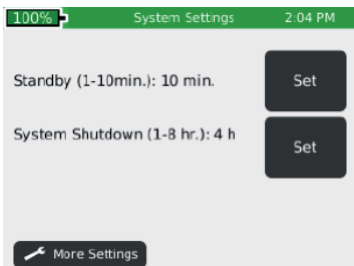 100% System Settings 2:04 PM
Standby (1-10min.): 10 min. Set
System Shutdown (1-8 hr.): 4 h Set
More Settings